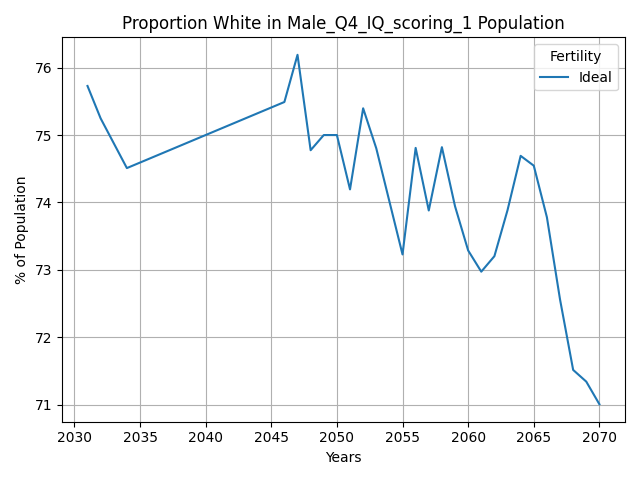 Proportion White in Male_Q4_IQ_scoring_1 Population
Fertility
Ideal
% of Population
76
75
74
73
72
71
2030 2035 2040 2045 2050 2055 2060 2065 2070
Years